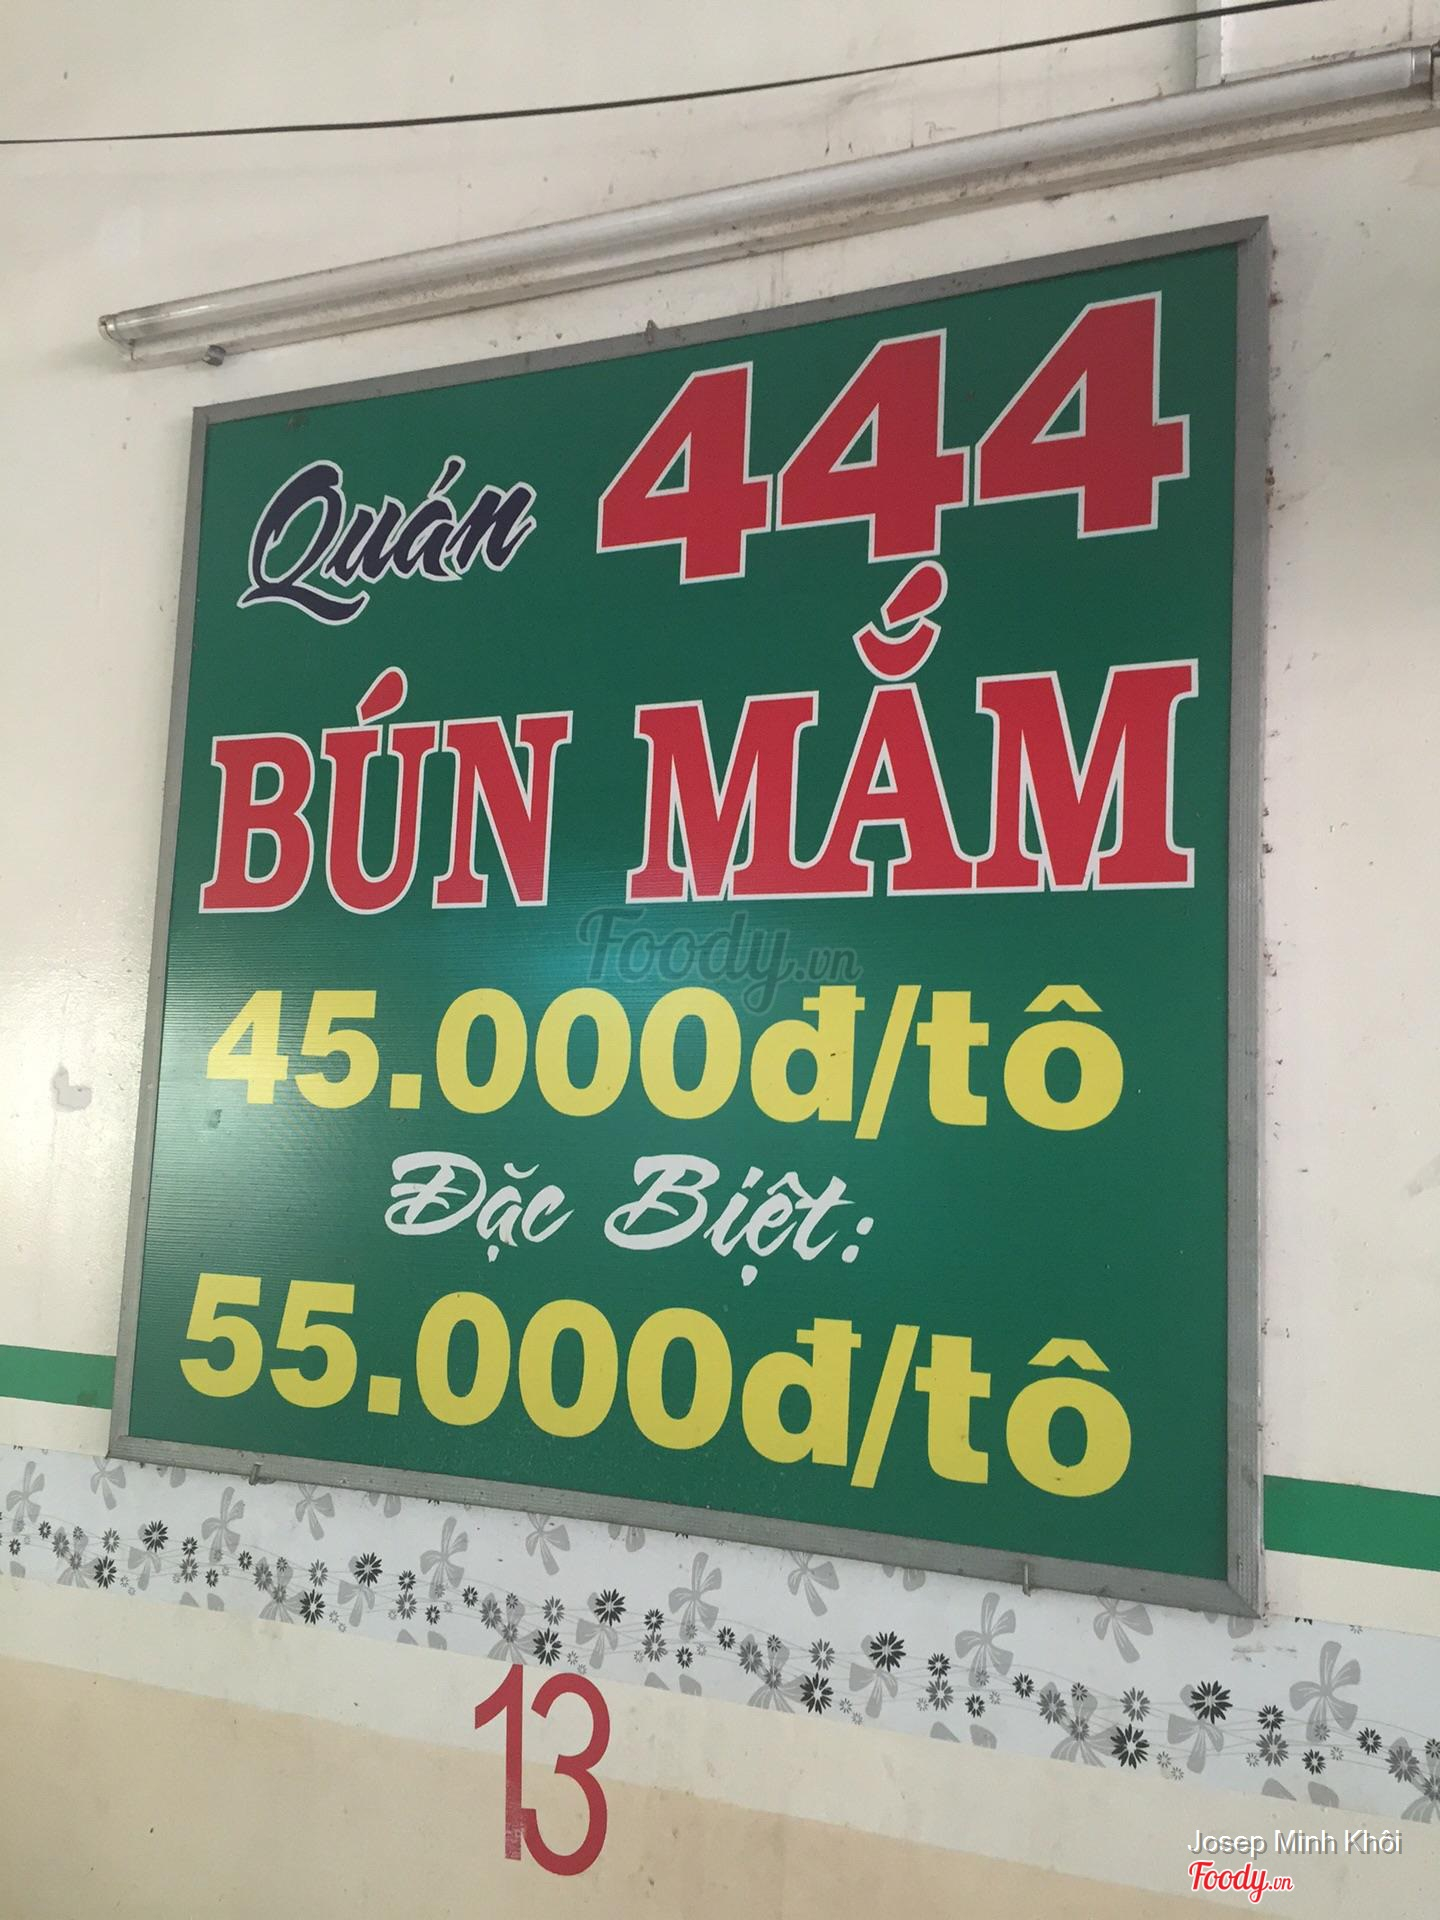 Quán 444
BÚN MẮM
Foody.vn
45.000đ/tô
Đặc Biệt:
55.000đ/tô
13
Josep Minh Khôi
Foody.vn